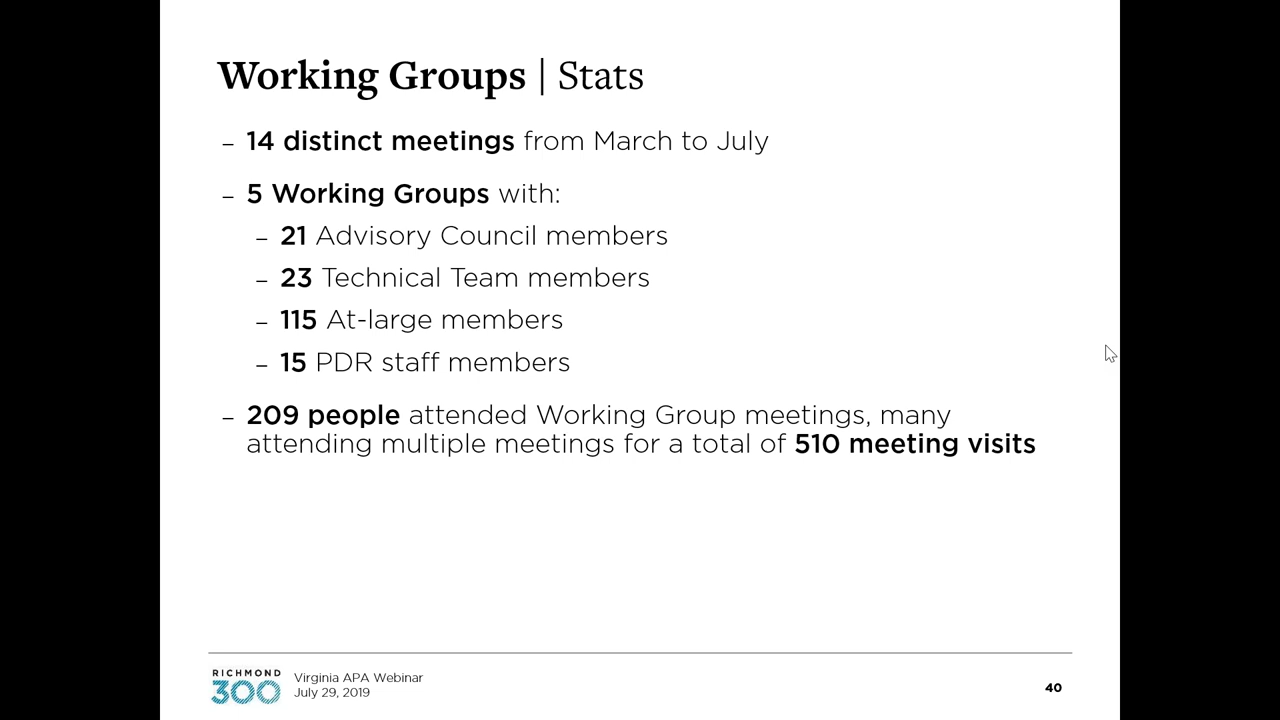 Working Groups | Stats
– 14 distinct meetings from March to July
– 5 Working Groups with:
– 21 Advisory Council members
– 23 Technical Team members
– 115 At-large members
– 15 PDR staff members
– 209 people attended Working Group meetings, many
attending multiple meetings for a total of 510 meeting visits
RICHMOND
300
Virginia APA Webinar
July 29, 2019
40